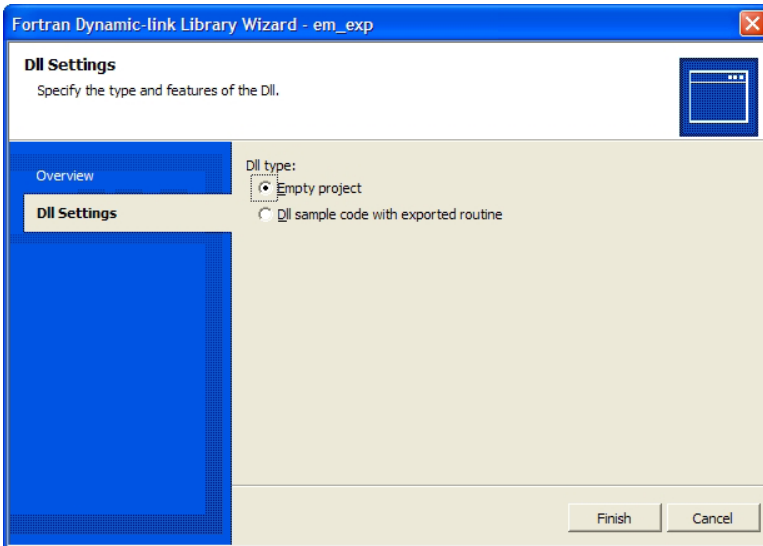 Fortran Dynamic-link Library Wizard - em_exp
Dll Settings
Specify the type and features of the Dll.
Overview
Dll Settings
Dll type:
Empty project
Dll sample code with exported routine
Finish
Cancel